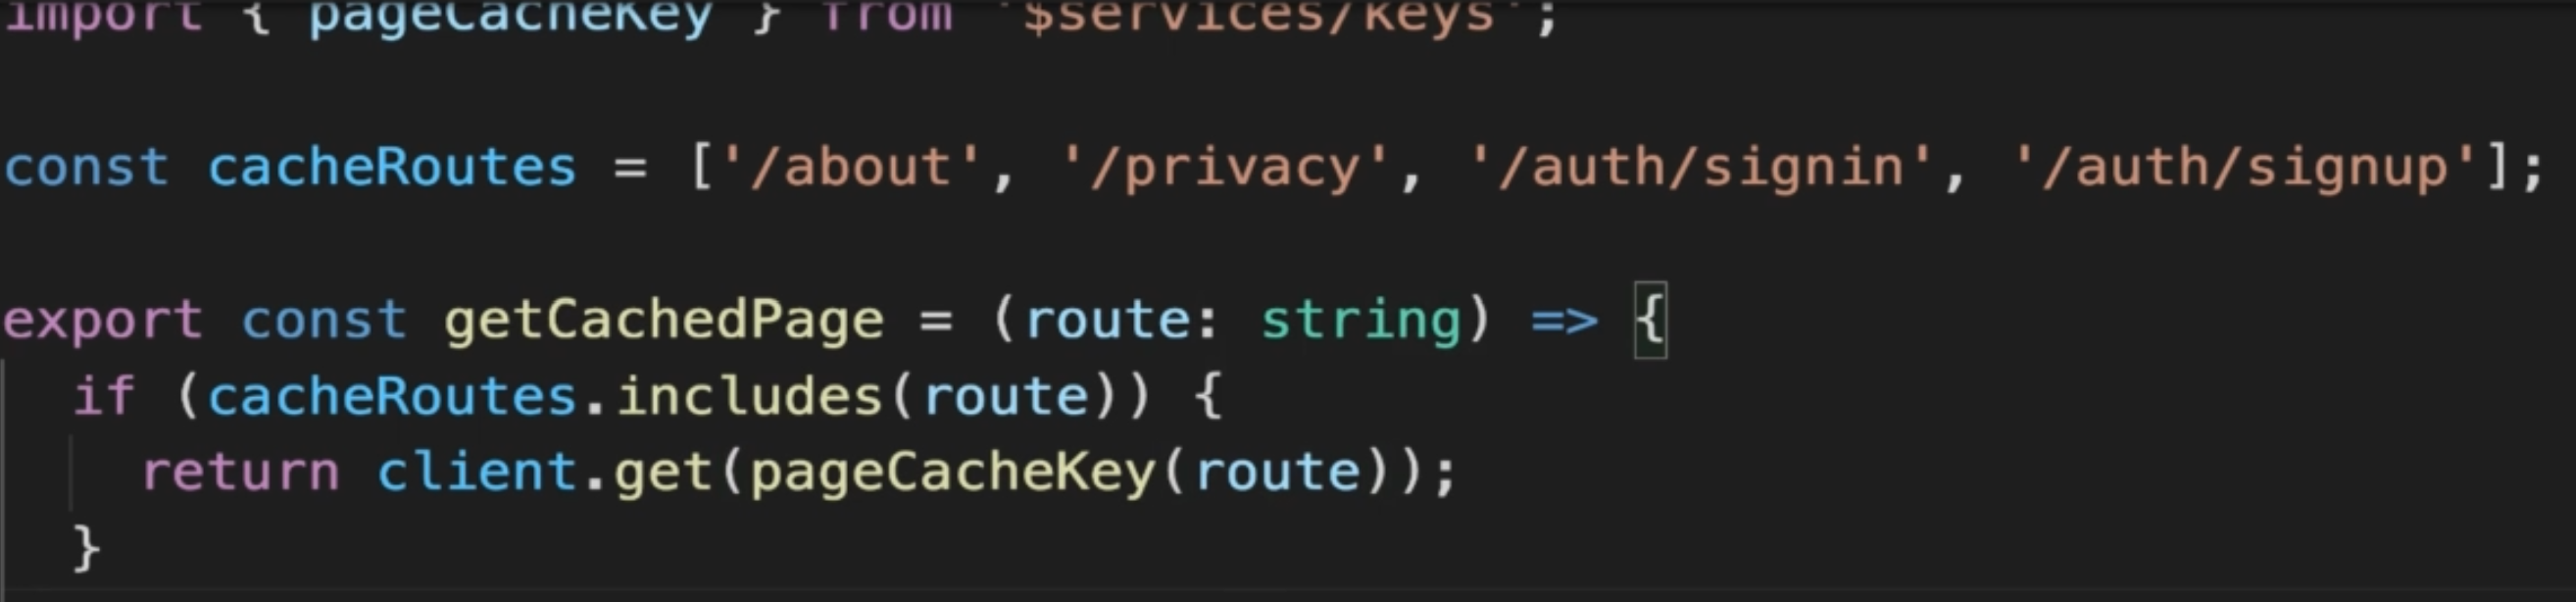 import { pageCacheKey } from '$services/keys';
const cacheRoutes = ['/about', '/privacy', '/auth/signin', '/auth/signup'];
export const getCachedPage = (route: string) => {
if (cacheRoutes.includes(route)) {
return client.get(pageCacheKey(route));
}